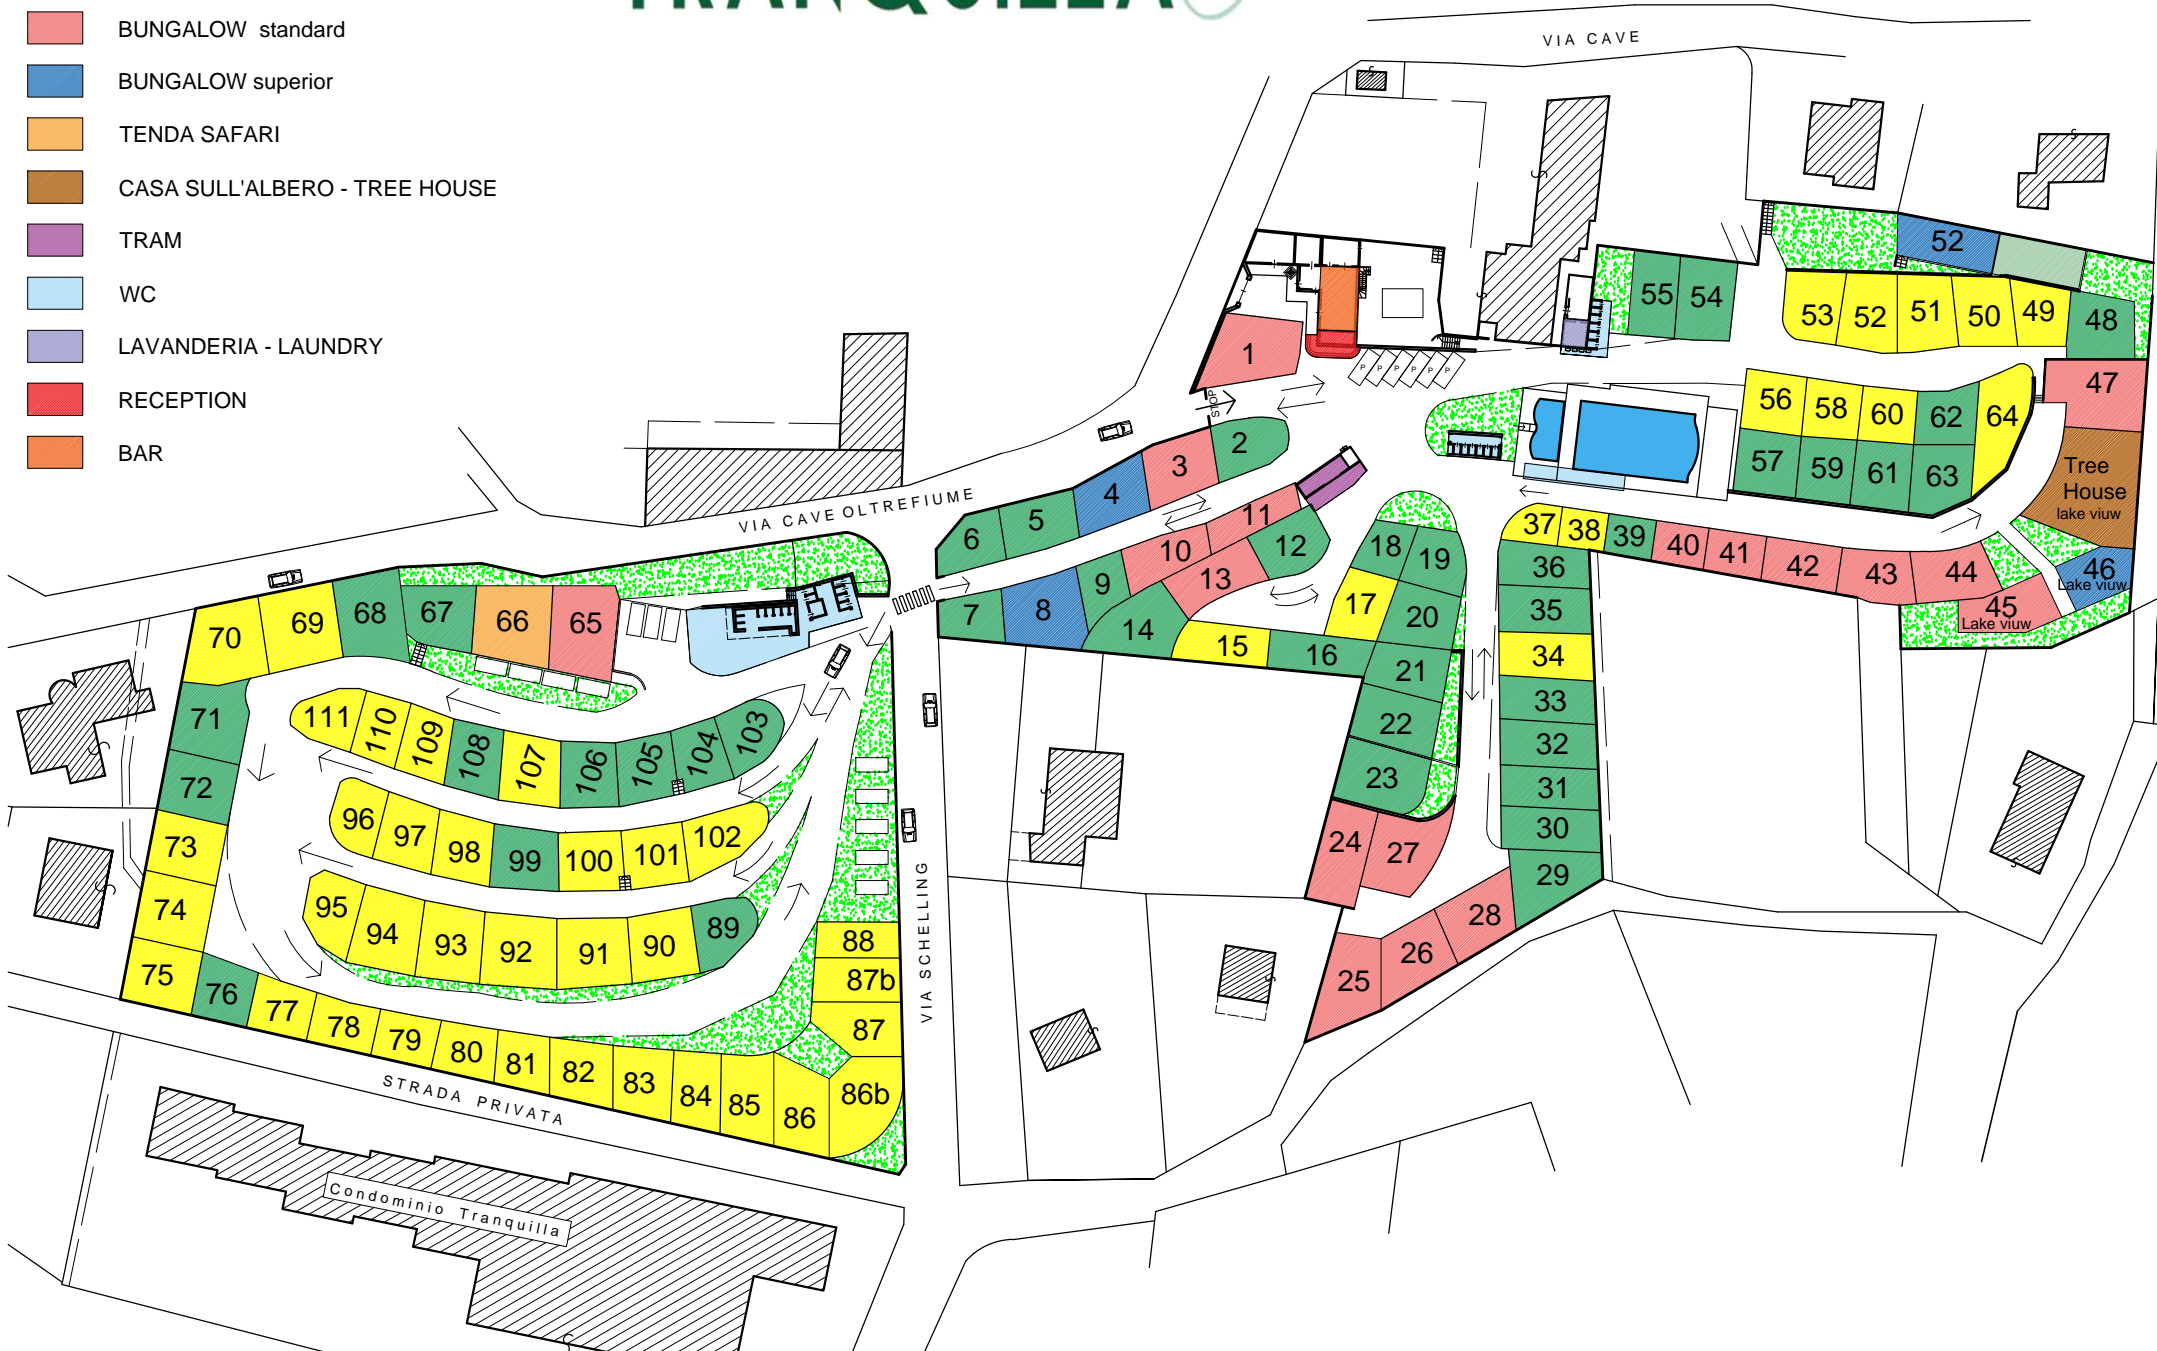 TRANQUILLA
BUNGALOW standard
BUNGALOW superior
TENDA SAFARI
CASA SULL'ALBERO - TREE HOUSE
TRAM
WC
LAVANDERIA - LAUNDRY
RECEPTION
BAR
VIA CAVE
52
55 54
53 52 51 50 49 48
1
P P P P P P
STOP
47
56 58 60 62 64
57 59 61 63
Tree
House
lake viuw
2
3
4
5
6
VIA CAVE OLTREFIUME
11
10
12
13
9
8
7
14
15
16
17
18
19
20
21
22
23
24
27
25
26
28
37 38 39 40 41 42 43 44
45
Lake viuw
46
Lake viuw
36
35
34
33
32
31
30
29
70 69 68 67 66 65
71
72
73
74
75
76
77
78
79
80
81
82
83
84
85
86
86b
87
87b
88
111 110 109 108 107 106 105 104 103
96 97 98 99 100 101 102
95 94 93 92 91 90 89
VIA SCHELLING
STRADA PRIVATA
Condominio Tranquilla